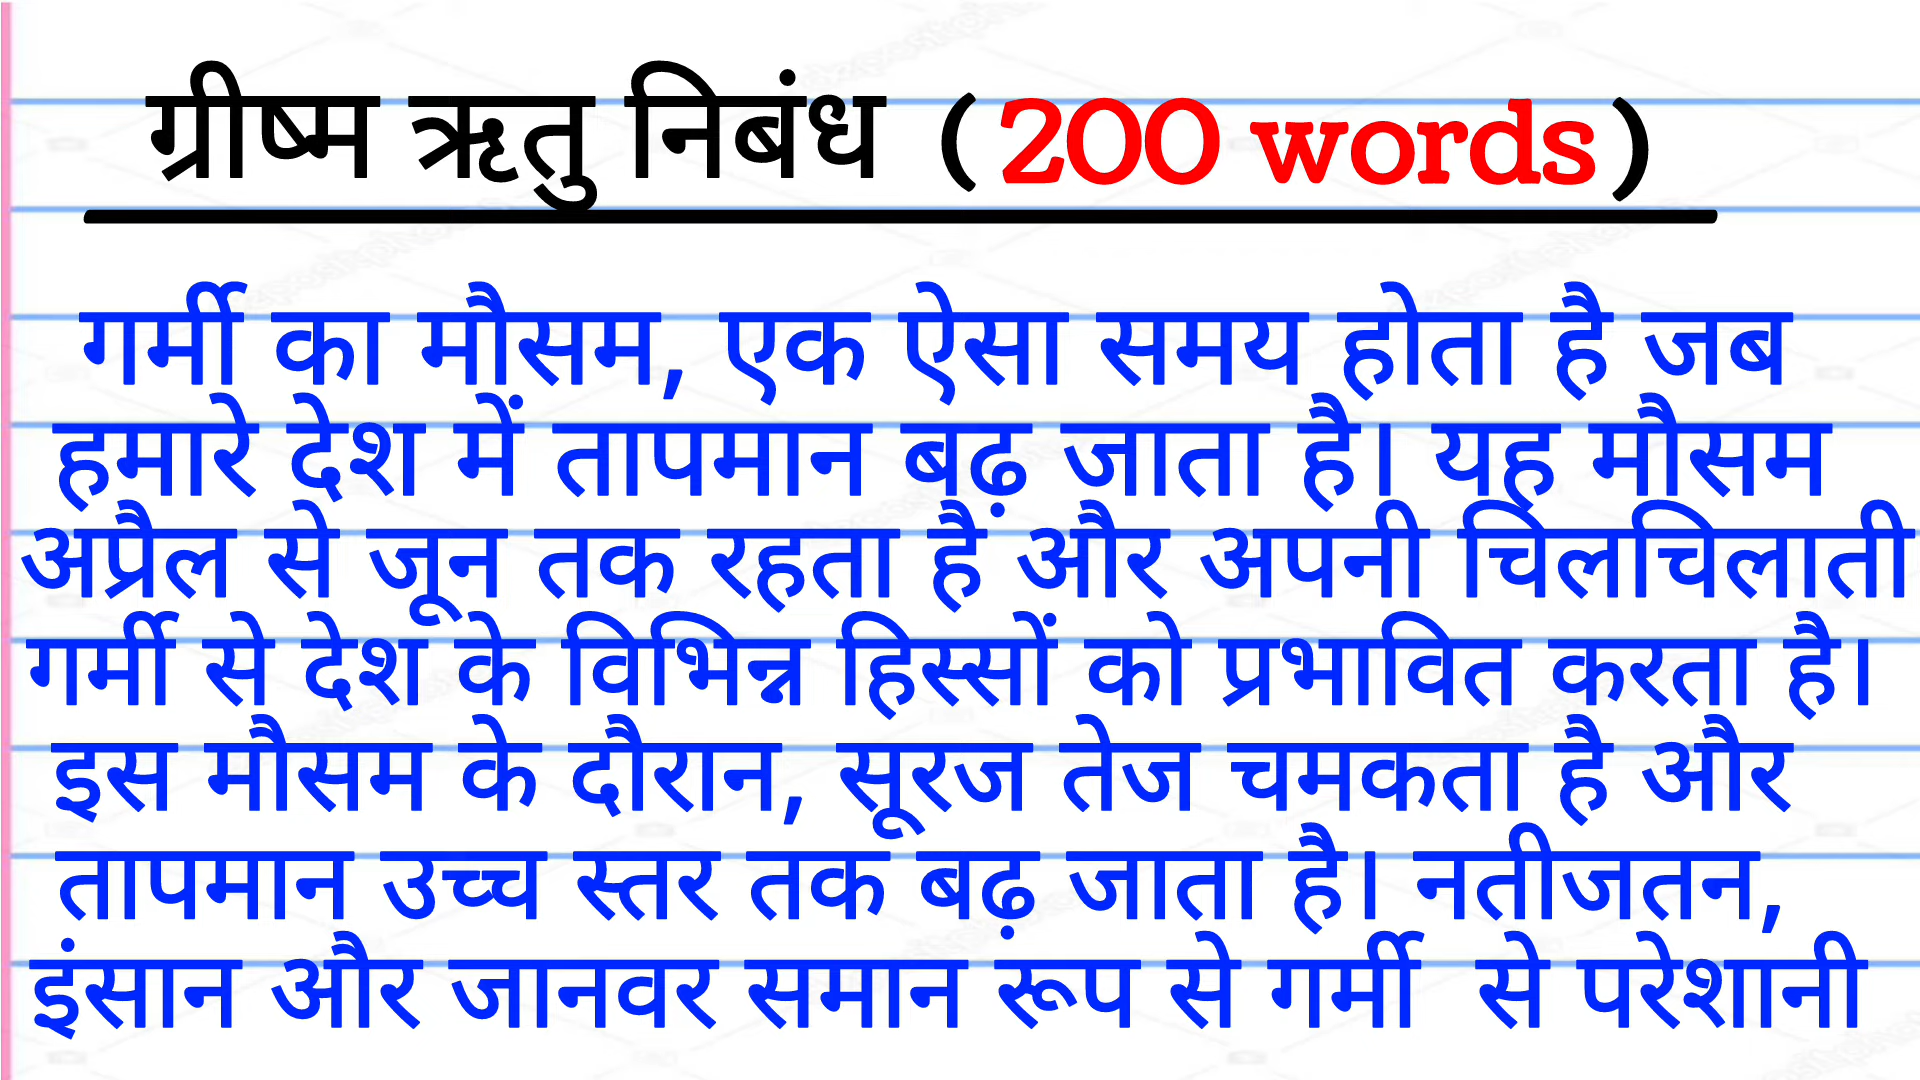 ग्रीष्म ऋतु निबंध (200 words)
गर्मी का मौसम, एक ऐसा समय होता है जब
हमारे देश में तापमान बढ़ जाता है। यह मौसम
अप्रैल से जून तक रहता है और अपनी चिलचिलाती
गर्मी से देश के विभिन्न हिस्सों को प्रभावित करता है।
इस मौसम के दौरान, सूरज तेज चमकता है और
तापमान उच्च स्तर तक बढ़ जाता है। नतीजतन,
इंसान और जानवर समान रूप से गर्मी से परेशानी